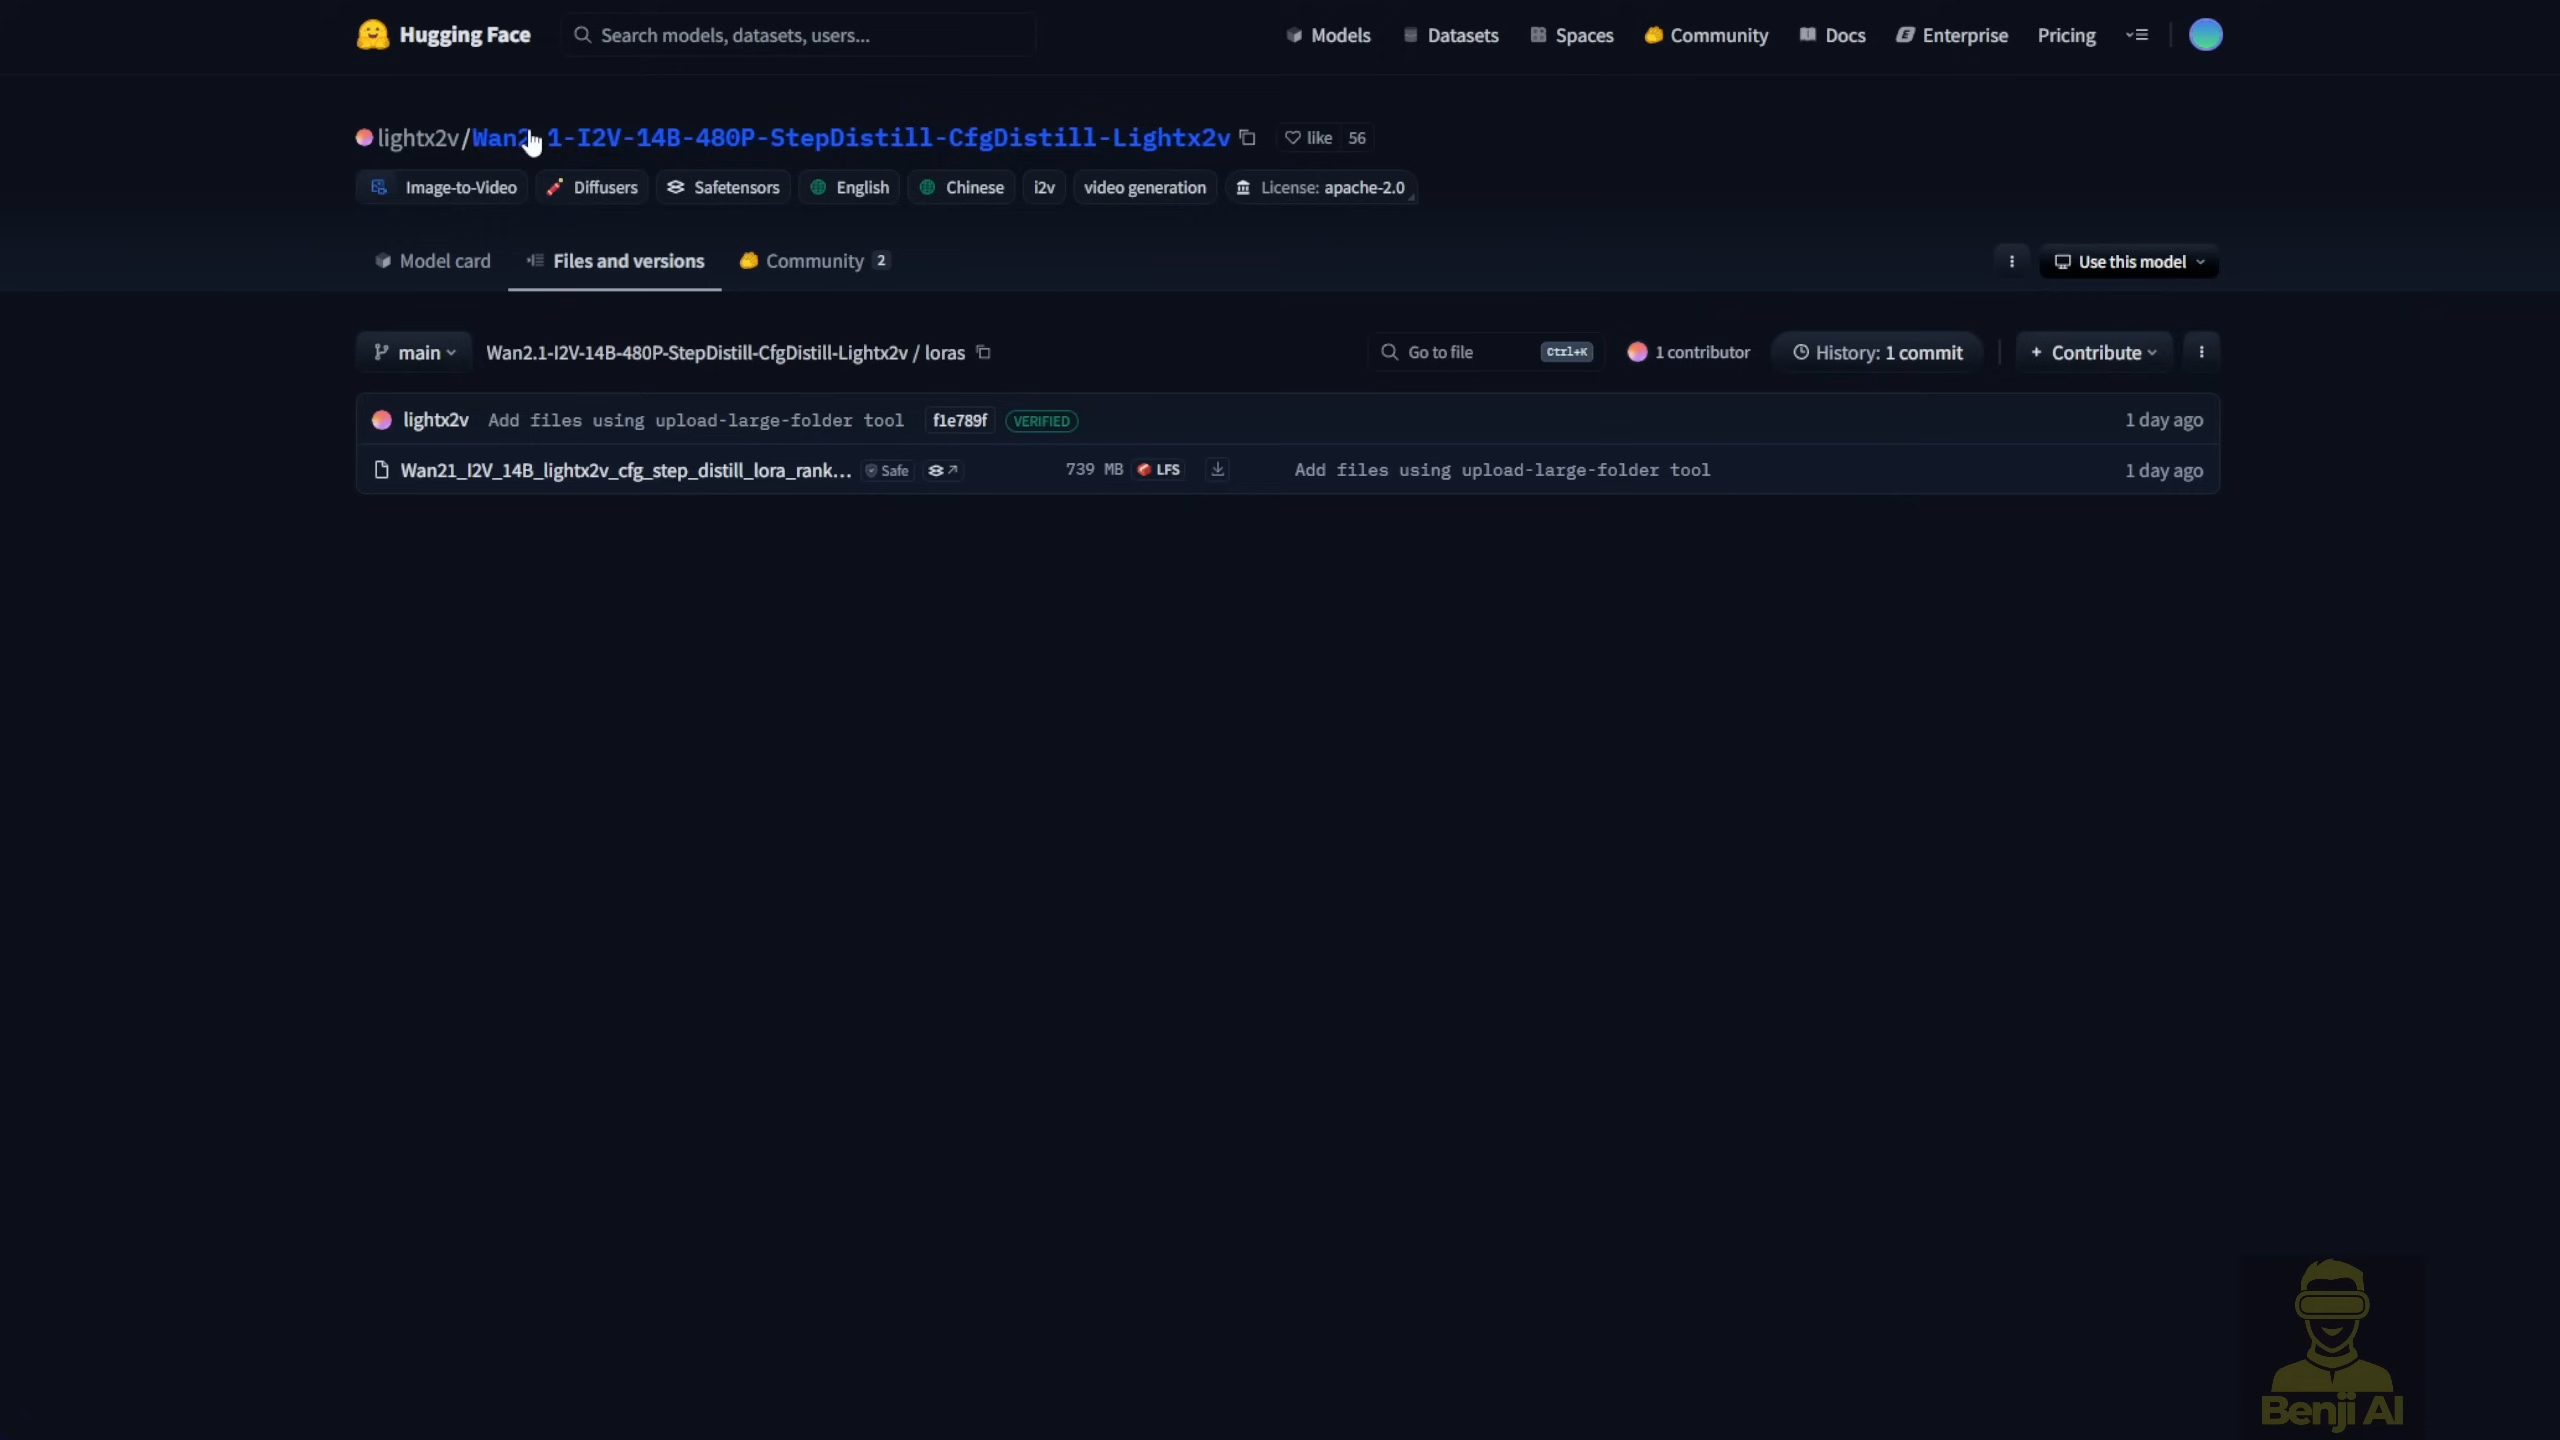 Hugging Face Search models, datasets, users... Models Datasets Spaces Community Docs Enterprise Pricing
lightx2v/Wan2.1-I2V-14B-480P-StepDistill-CfgDistill-Lightx2v like 56
Image-to-Video Diffusers Safetensors English Chinese i2v video generation License: apache-2.0
Model card Files and versions Community 2 Use this model
main Wan2.1-I2V-14B-480P-StepDistill-CfgDistill-Lightx2v / loras Go to file Ctrl+K 1 contributor History: 1 commit + Contribute
lightx2v Add files using upload-large-folder tool f1e789f VERIFIED 1 day ago
Wan21_I2V_14B_lightx2v_cfg_step_distill_lora_rank... Safe 739 MB LFS Add files using upload-large-folder tool 1 day ago
Benji AI